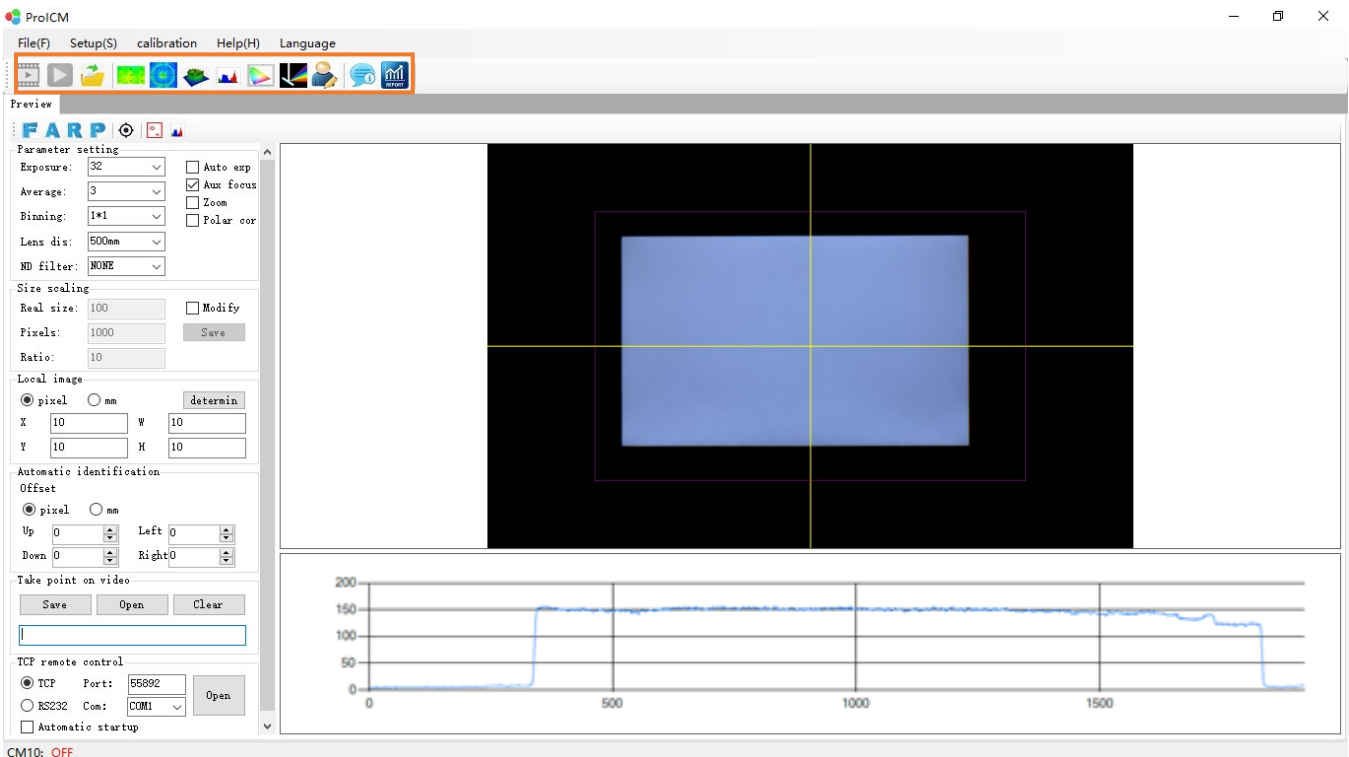 ProICM
File(F) Setup(S) calibration Help(H) Language
REPORT
Preview
F A R P
Parameter setting
Exposure: 32 Auto exp
Average: 3 Aux focus
Zoom
Binning: 1*1 Polar cor
Lens dis: 500mm
ND filter: NONE
Size scaling
Real size: 100 Modify
Pixels: 1000 Save
Ratio: 10
Local image
pixel mm determin
X 10 W 10
Y 10 H 10
Automatic identification
Offset
pixel mm
Up 0 Left 0
Down 0 Right 0
Take point on video
Save Open Clear
TCP remote control
TCP Port: 55892 Open
RS232 Com: COM1
Automatic startup
200
150
100
50
0
0 500 1000 1500
CM10: OFF